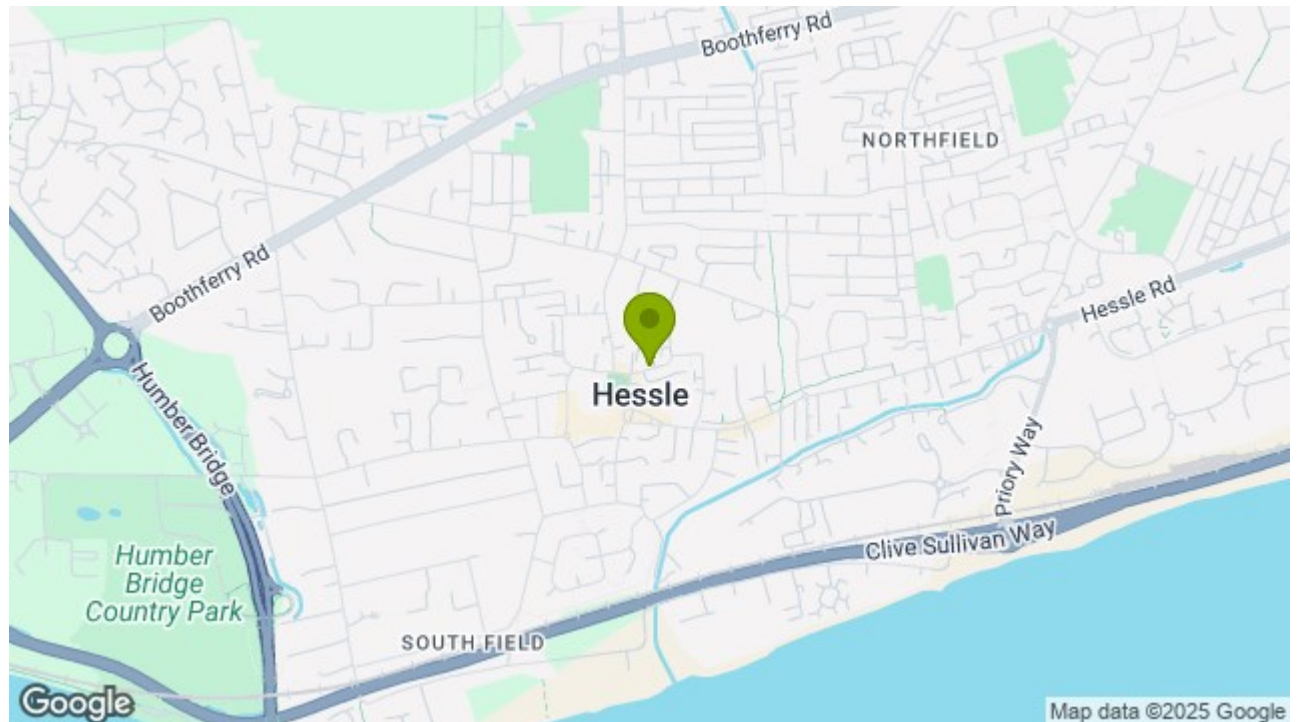 Boothferry Rd
NORTHFIELD
Boothferry Rd
Hessle Rd
Hessle
Humber Bridge
Priory Way
Clive Sullivan Way
Humber
Bridge
Country Park
SOUTH FIELD
Google
Map data ©2025 Google